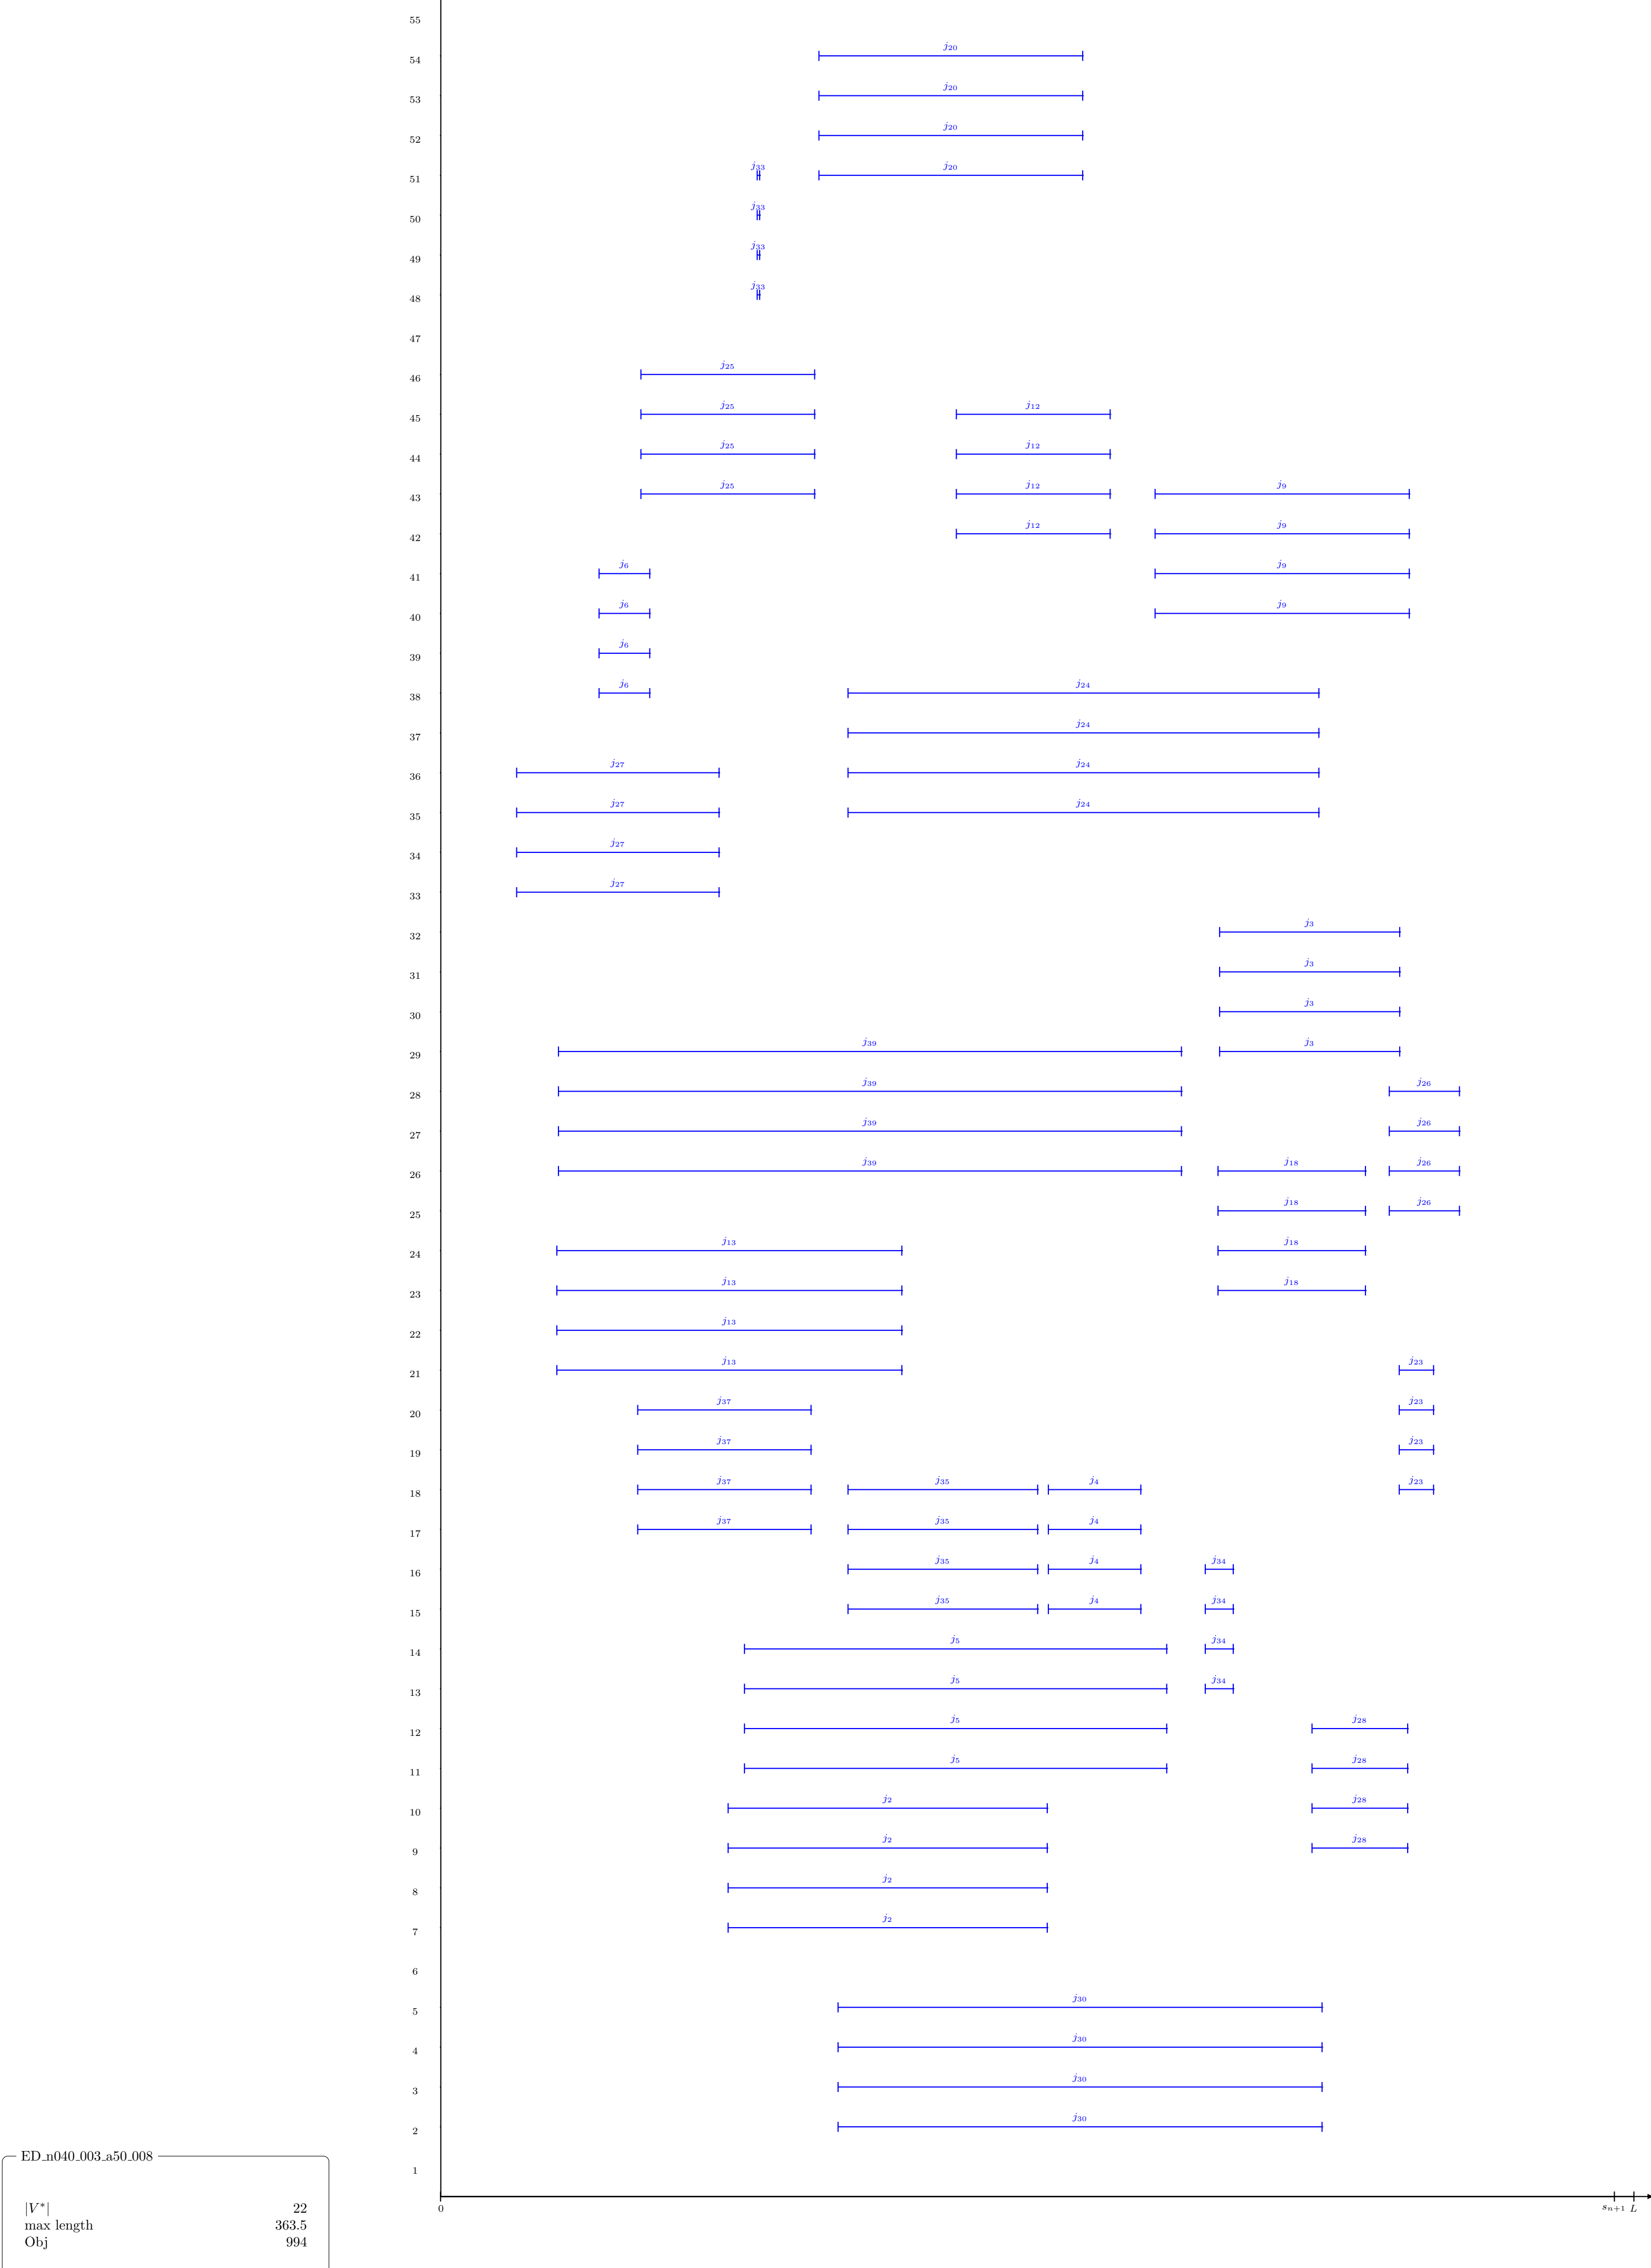 55
j20
54
j20
53
j20
52
j33 j20
51
j33
50
j33
49
j33
48
47
j25
46
j25 j12
45
j25 j12
44
j25 j12 j9
43
j12 j9
42
j6 j9
41
j6 j9
40
j6
39
j6 j24
38
j24
37
j27 j24
36
j27 j24
35
j27
34
j27
33
j3
32
j3
31
j3
30
j39 j3
29
j39 j26
28
j39 j26
27
j39 j18 j26
26
j18 j26
25
j13 j18
24
j13 j18
23
j13
22
j13 j23
21
j37 j23
20
j37 j23
19
j37 j35 j4 j23
18
j37 j35 j4
17
j35 j4 j34
16
j35 j4 j34
15
j5 j34
14
j5 j34
13
j5 j28
12
j5 j28
11
j2 j28
10
j2 j28
9
j2
8
j2
7
6
j30
5
j30
4
j30
3
j30
2
1
0 sn+1 L
ED_n040_003_a50_008
|V*| 22
max length 363.5
Obj 994